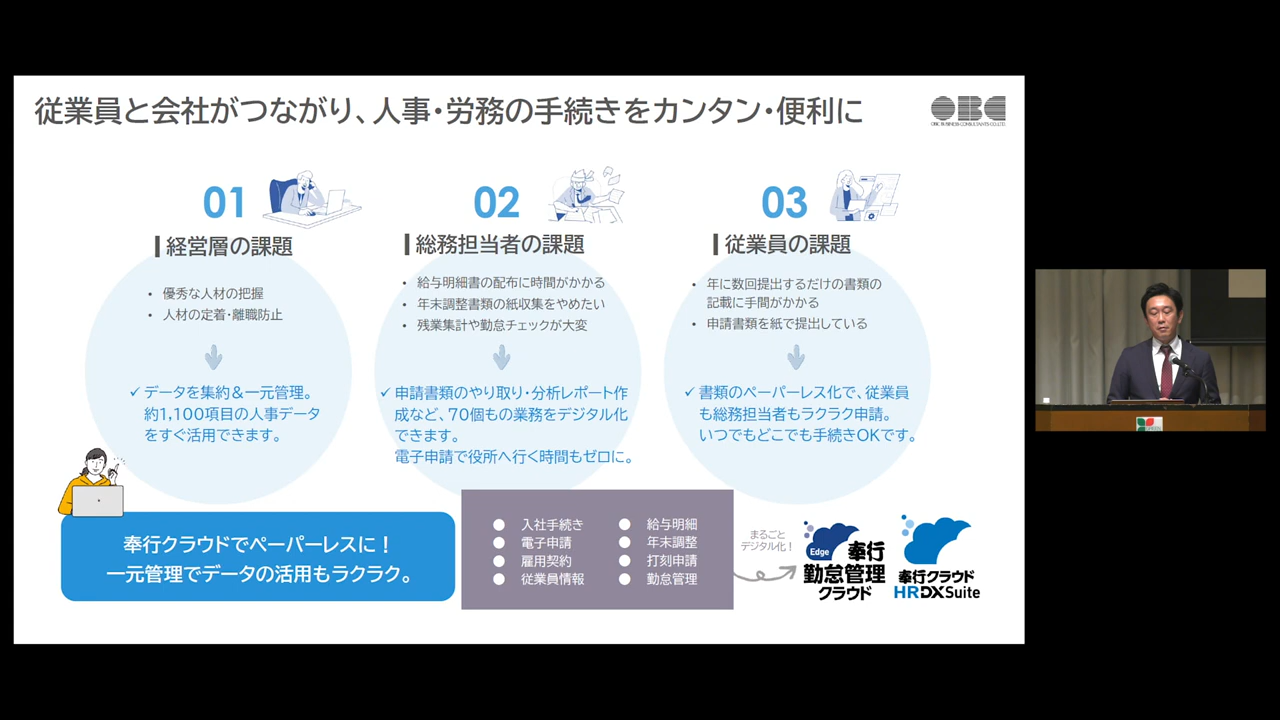 従業員と会社がつながり、人事・労務の手続きをカンタン・便利に
OBC
OBIC BUSINESS CONSULTANTS CO.,LTD.
01
経営層の課題
・ 優秀な人材の把握
・ 人材の定着・離職防止
✓ データを集約&一元管理。
約1,100項目の人事データ
をすぐ活用できます。
02
総務担当者の課題
・ 給与明細書の配布に時間がかかる
・ 年末調整書類の紙収集をやめたい
・ 残業集計や勤怠チェックが大変
✓ 申請書類のやり取り・分析レポート作
成など、70個もの業務をデジタル化
できます。
電子申請で役所へ行く時間もゼロに。
03
従業員の課題
・ 年に数回提出するだけの書類の
記載に手間がかかる
・ 申請書類を紙で提出している
✓ 書類のペーパーレス化で、従業員
も総務担当者もラクラク申請。
いつでもどこでも手続きOKです。
奉行クラウドでペーパーレスに！
一元管理でデータの活用もラクラク。
● 入社手続き
● 電子申請
● 雇用契約
● 従業員情報
● 給与明細
● 年末調整
● 打刻申請
● 勤怠管理
まるごと
デジタル化！
Edge 奉行
勤怠管理
クラウド
奉行クラウド
HR DX Suite